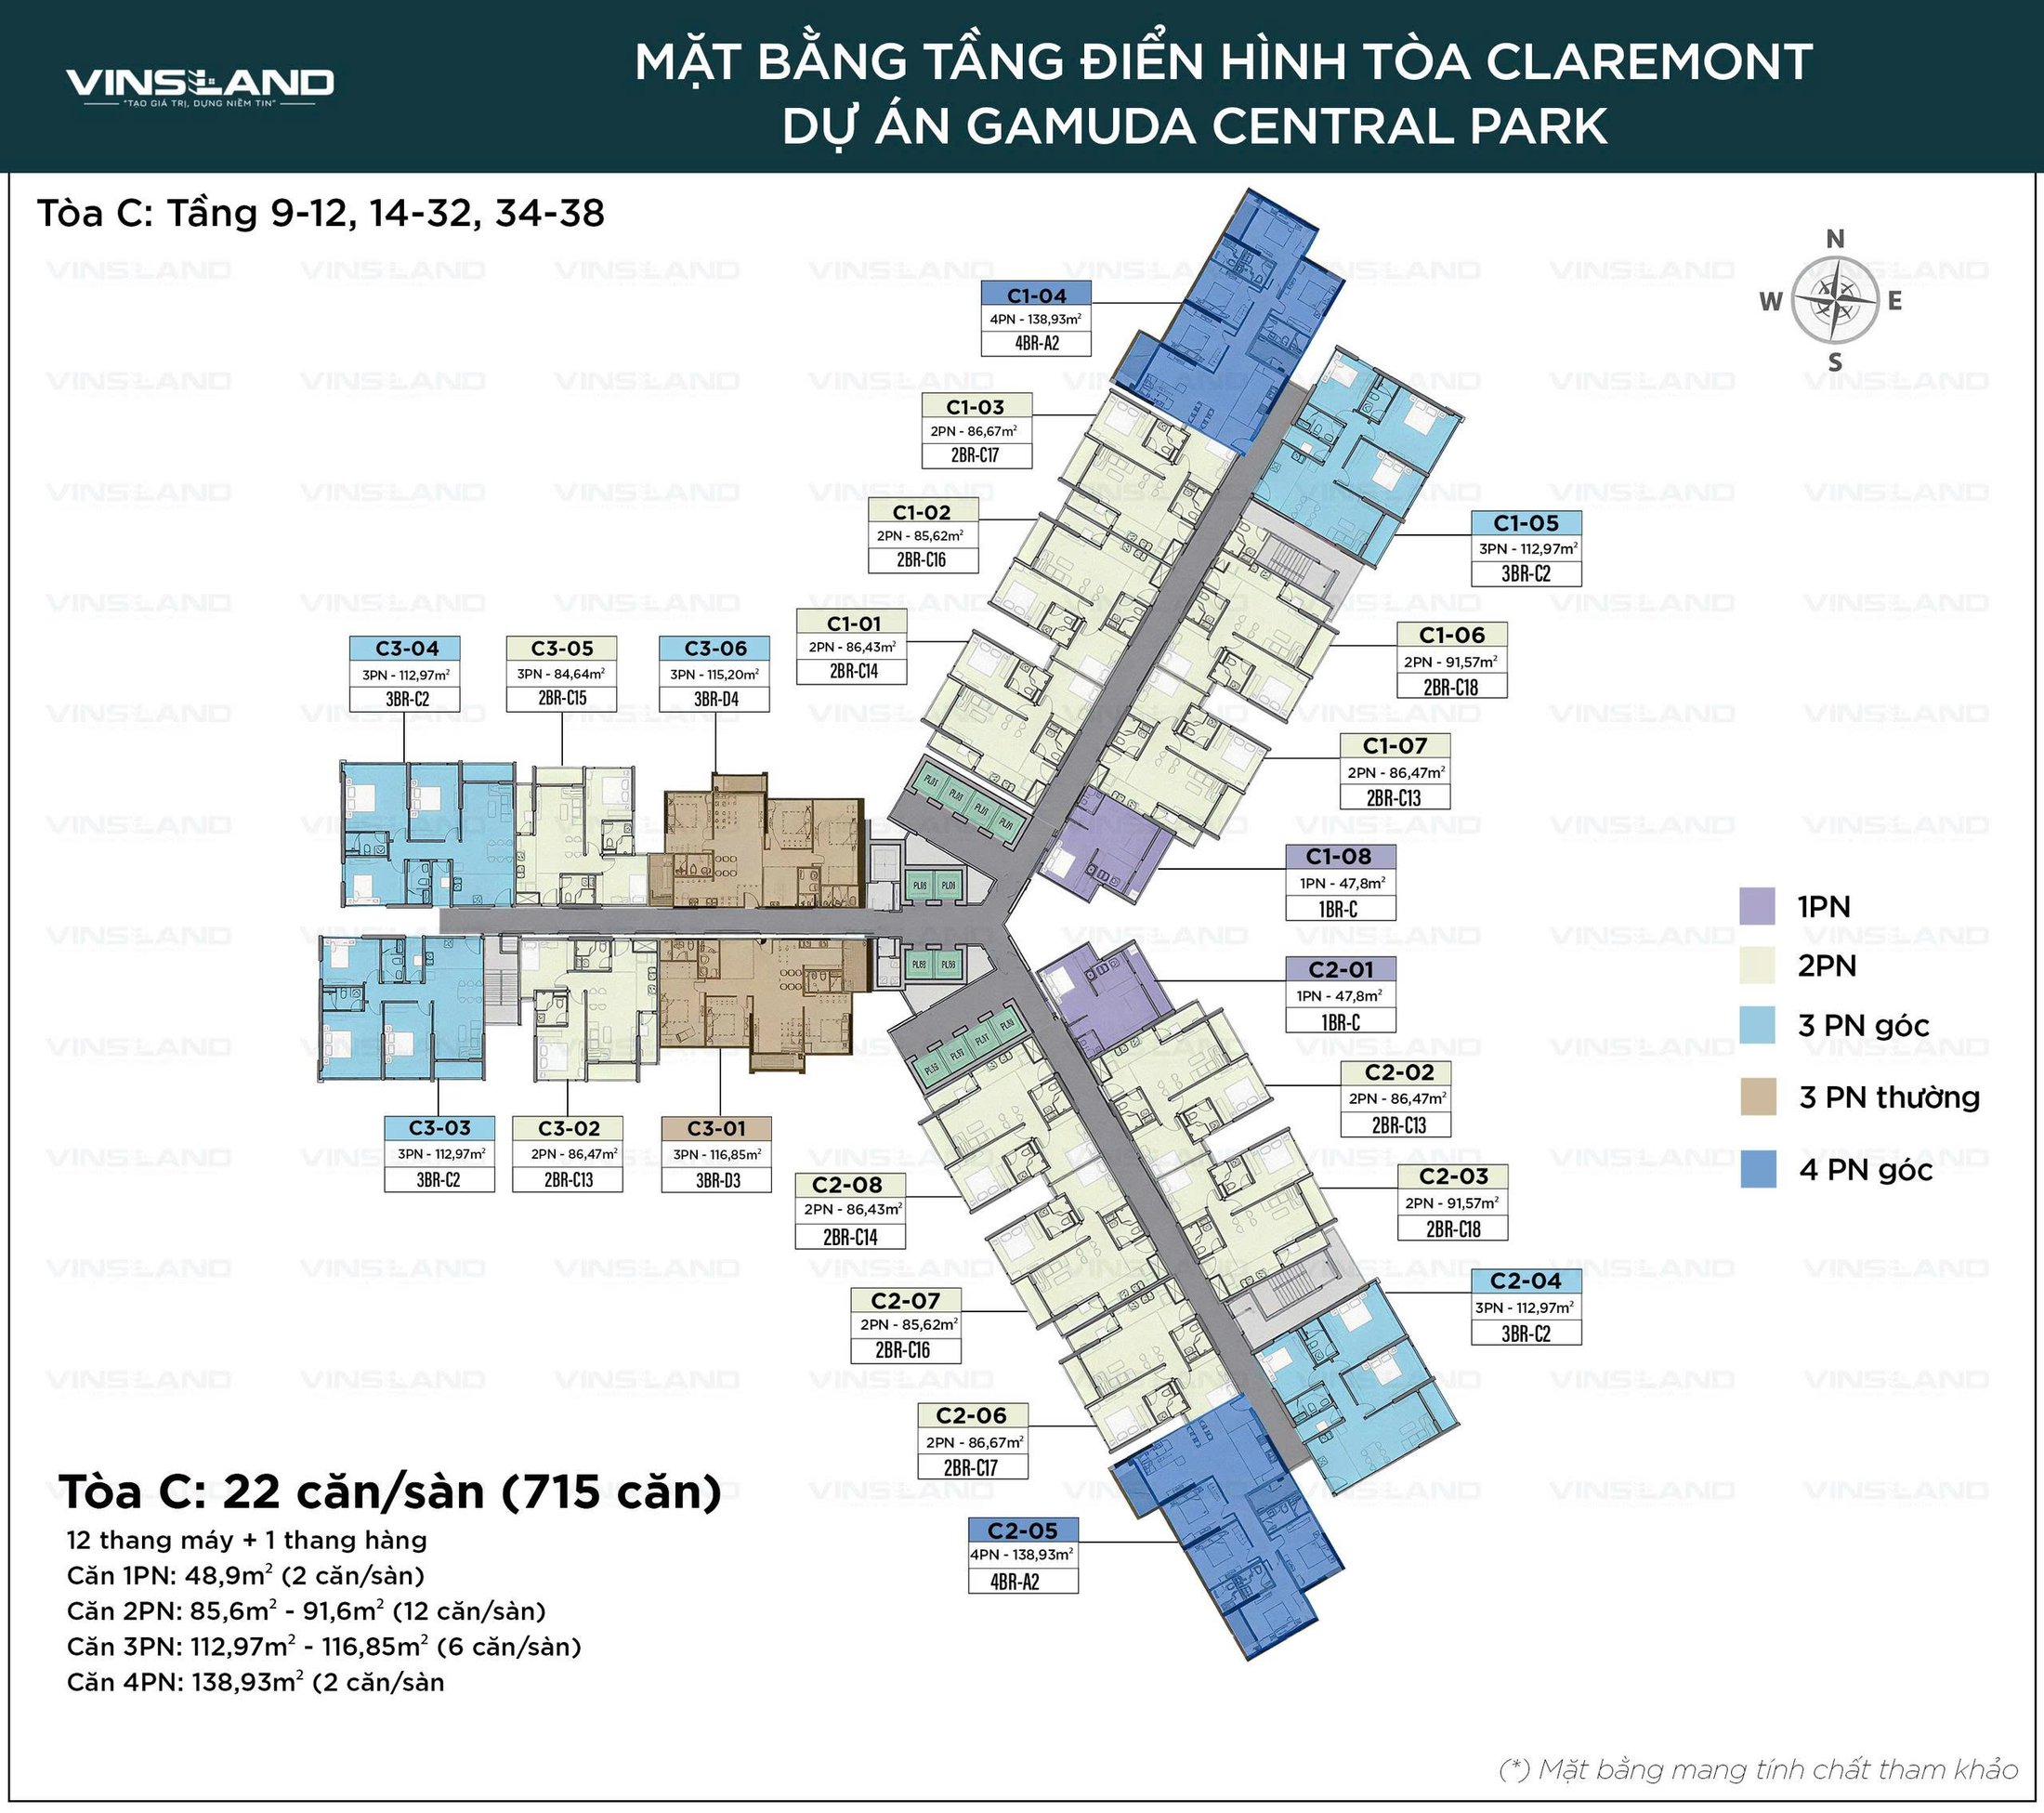 VINSLAND
"TẠO GIÁ TRỊ, DỰNG NIỀM TIN"
MẶT BẰNG TẦNG ĐIỂN HÌNH TÒA CLAREMONT
DỰ ÁN GAMUDA CENTRAL PARK
Tòa C: Tầng 9-12, 14-32, 34-38
N
W
E
S
C1-04
4PN - 138,93m²
4BR-A2
C1-03
2PN - 86,67m²
2BR-C17
C1-02
2PN - 85,62m²
2BR-C16
C1-01
2PN - 86,43m²
2BR-C14
C1-05
3PN - 112,97m²
3BR-C2
C1-06
2PN - 91,57m²
2BR-C18
C1-07
2PN - 86,47m²
2BR-C13
C1-08
1PN - 47,8m²
1BR-C
C3-04
3PN - 112,97m²
3BR-C2
C3-05
3PN - 84,64m²
2BR-C15
C3-06
3PN - 115,20m²
3BR-D4
C3-03
3PN - 112,97m²
3BR-C2
C3-02
2PN - 86,47m²
2BR-C13
C3-01
3PN - 116,85m²
3BR-D3
C2-01
1PN - 47,8m²
1BR-C
C2-02
2PN - 86,47m²
2BR-C13
C2-03
2PN - 91,57m²
2BR-C18
C2-04
3PN - 112,97m²
3BR-C2
C2-08
2PN - 86,43m²
2BR-C14
C2-07
2PN - 85,62m²
2BR-C16
C2-06
2PN - 86,67m²
2BR-C17
C2-05
4PN - 138,93m²
4BR-A2
1PN
2PN
3 PN góc
3 PN thường
4 PN góc
Tòa C: 22 căn/sàn (715 căn)
12 thang máy + 1 thang hàng
Căn 1PN: 48,9m² (2 căn/sàn)
Căn 2PN: 85,6m² - 91,6m² (12 căn/sàn)
Căn 3PN: 112,97m² - 116,85m² (6 căn/sàn)
Căn 4PN: 138,93m² (2 căn/sàn
(*) Mặt bằng mang tính chất tham khảo